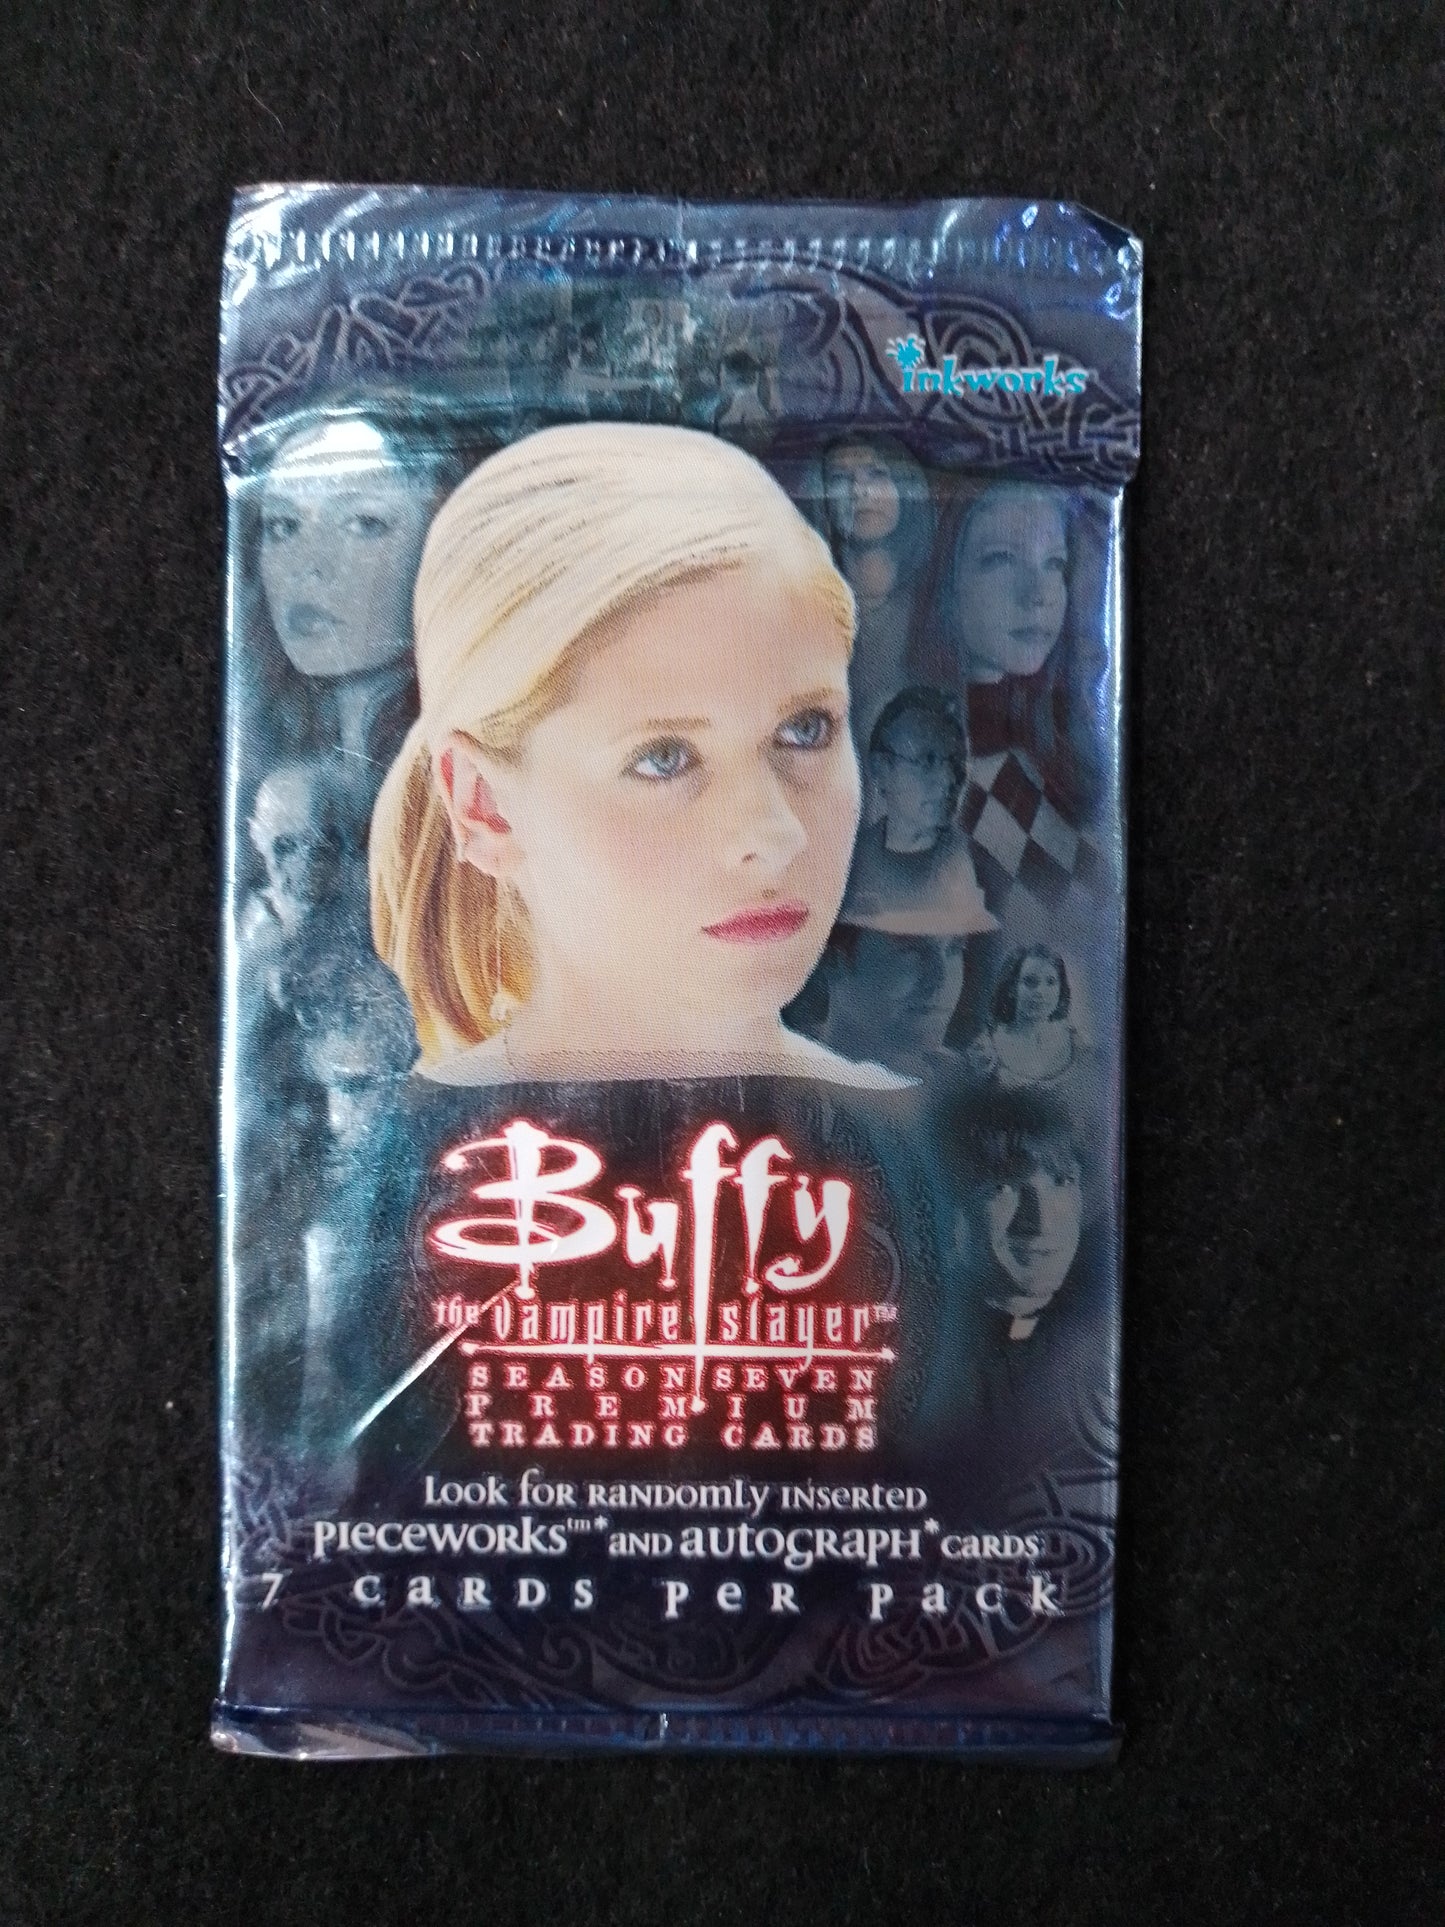 inkworks
Buffy
the vampire slayer™
SEASON SEVEN
PREMIUM
TRADING CARDS
Look for randomly inserted
pieceworks™* and autograph* cards
7 cards per pack